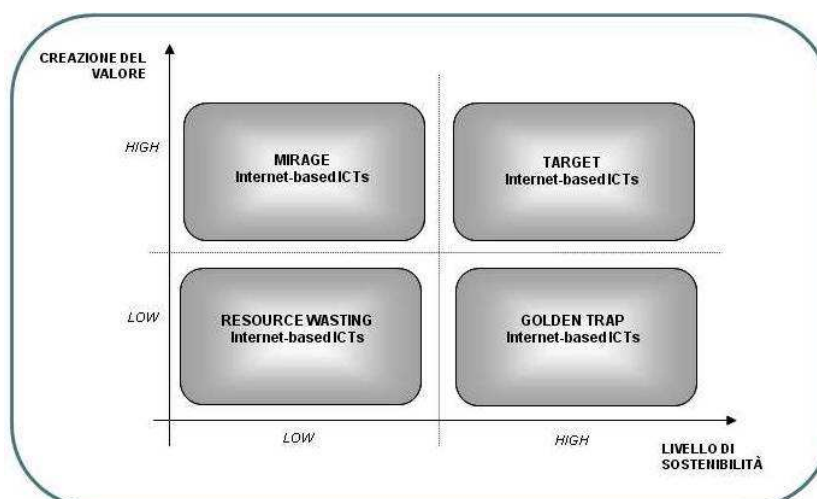 CREAZIONE DEL
VALORE
HIGH
MIRAGE
Internet-based ICTs
TARGET
Internet-based ICTs
LOW
RESOURCE WASTING
Internet-based ICTs
GOLDEN TRAP
Internet-based ICTs
LOW
HIGH
LIVELLO DI
SOSTENIBILITÀ